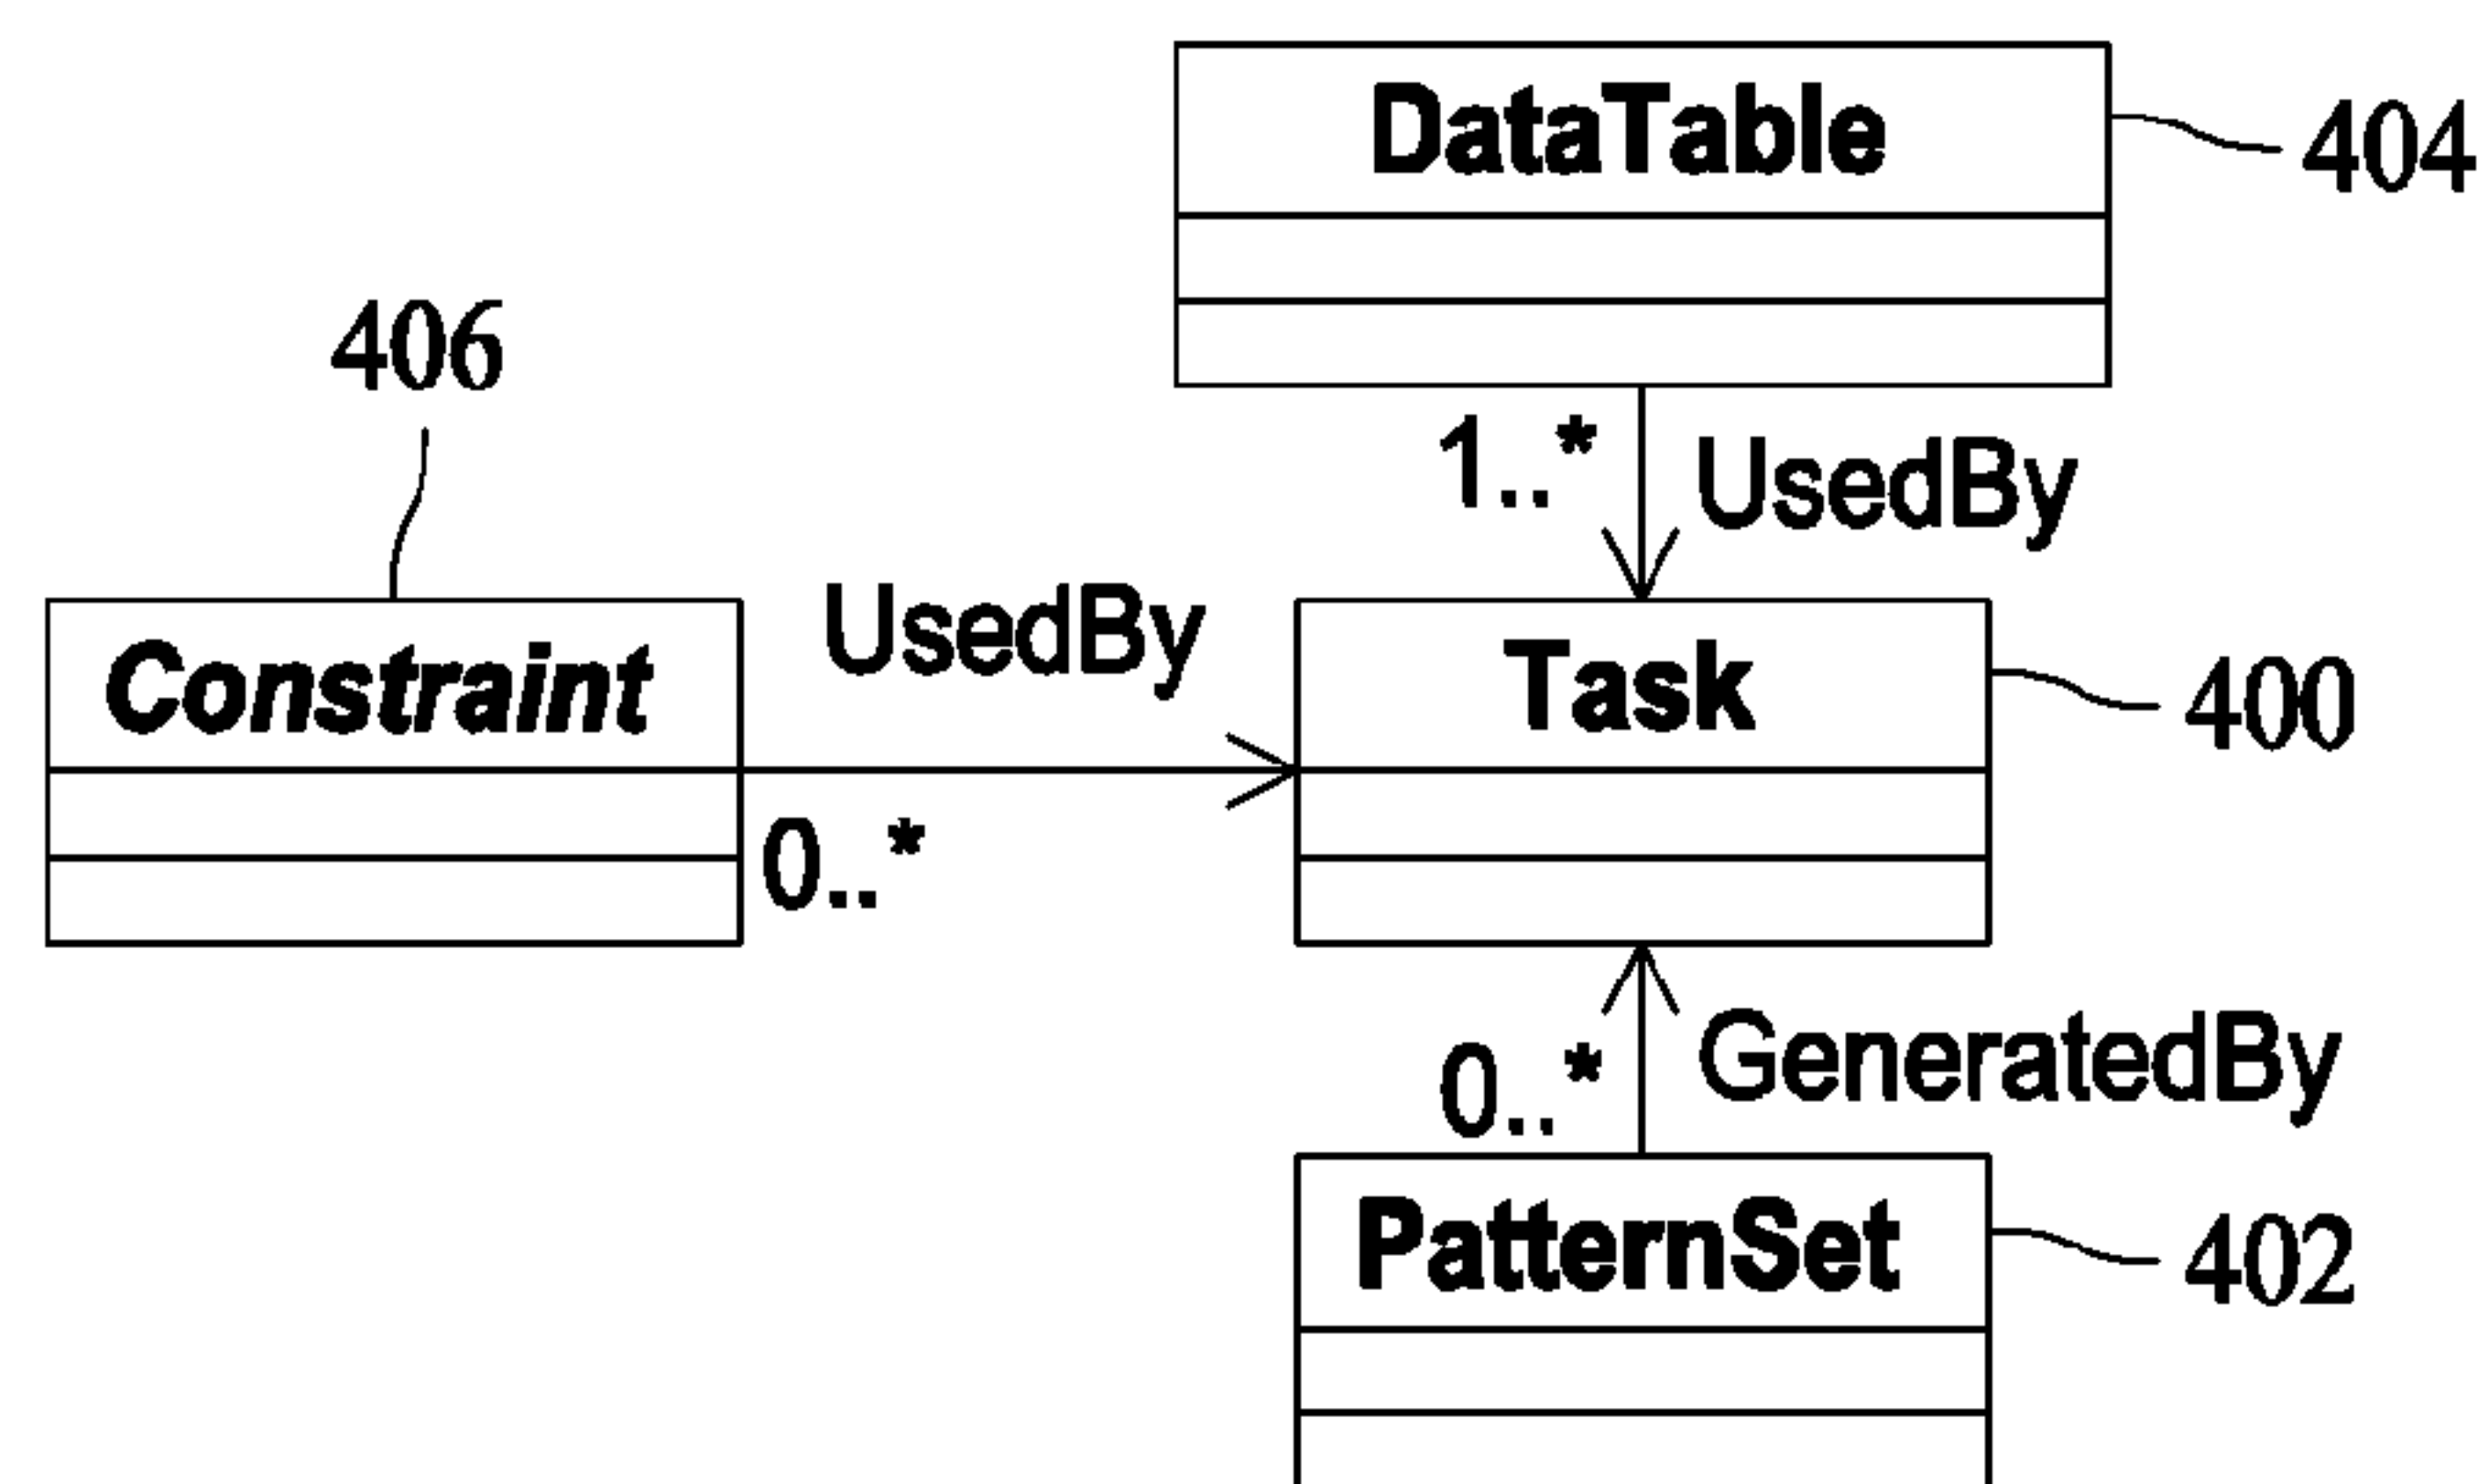 DataTable
404
406
1..*
UsedBy
Constraint
UsedBy
Task
400
0..*
0..*
GeneratedBy
PatternSet
402